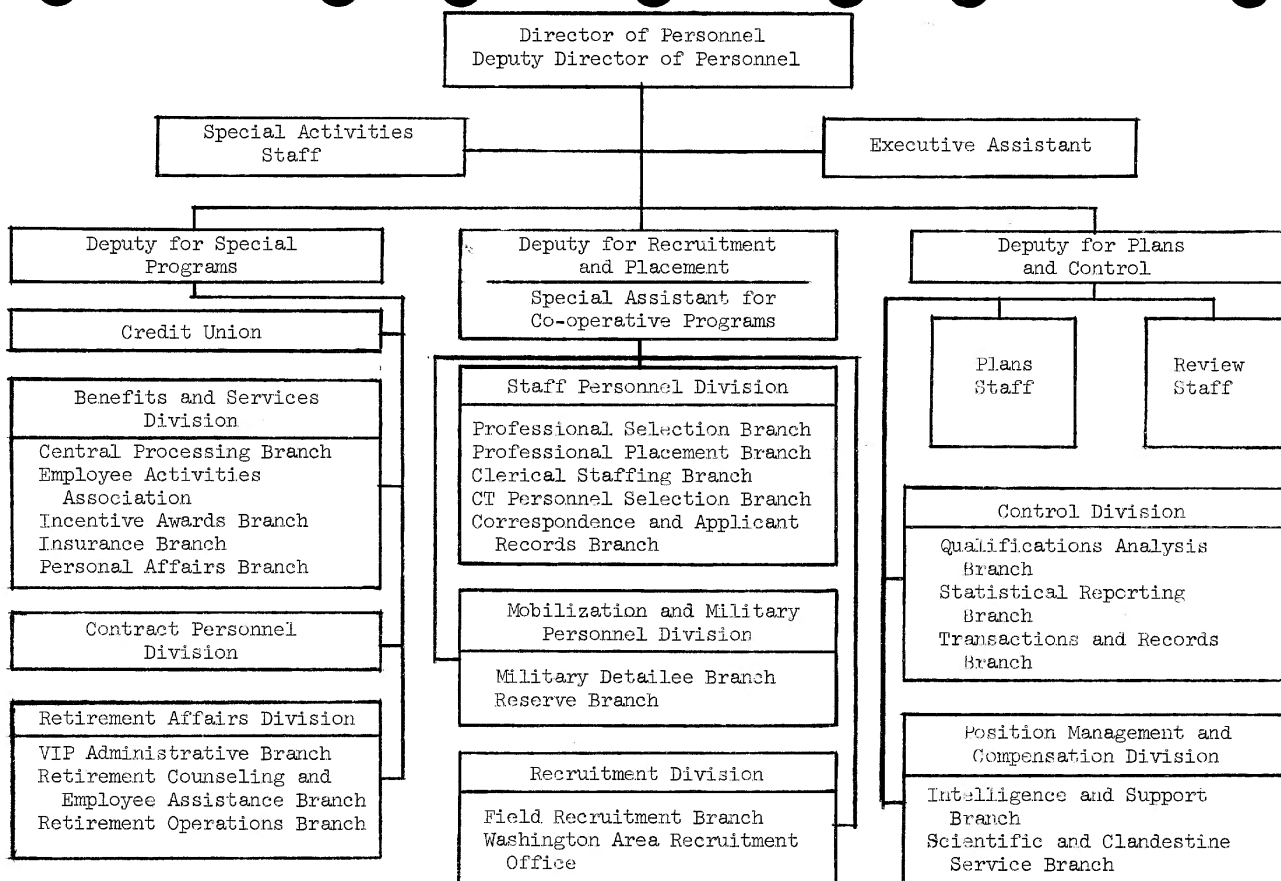 Director of Personnel
Deputy Director of Personnel
Special Activities
Staff
Executive Assistant
Deputy for Special
Programs
Credit Union
Benefits and Services
Division
Central Processing Branch
Employee Activities
Association
Incentive Awards Branch
Insurance Branch
Personal Affairs Branch
Contract Personnel
Division
Retirement Affairs Division
VIP Administrative Branch
Retirement Counseling and
Employee Assistance Branch
Retirement Operations Branch
Deputy for Recruitment
and Placement
Special Assistant for
Co-operative Programs
Staff Personnel Division
Professional Selection Branch
Professional Placement Branch
Clerical Staffing Branch
CT Personnel Selection Branch
Correspondence and Applicant
Records Branch
Mobilization and Military
Personnel Division
Military Detailee Branch
Reserve Branch
Recruitment Division
Field Recruitment Branch
Washington Area Recruitment
Office
Deputy for Plans
and Control
Plans
Staff
Review
Staff
Control Division
Qualifications Analysis
Branch
Statistical Reporting
Branch
Transactions and Records
Branch
Position Management and
Compensation Division
Intelligence and Support
Branch
Scientific and Clandestine
Service Branch